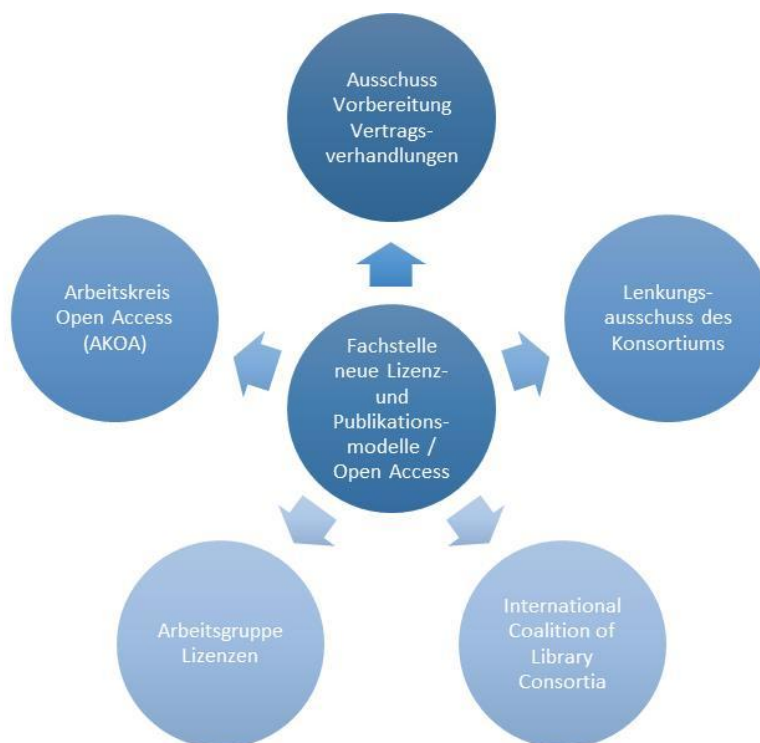 Ausschuss
Vorbereitung
Vertrags-
verhandlungen
Arbeitskreis
Open Access
(AKOA)
Lenkungs-
ausschuss des
Konsortiums
Fachstelle
neue Lizenz-
und
Publikations-
modelle /
Open Access
Arbeitsgruppe
Lizenzen
International
Coalition of
Library
Consortia